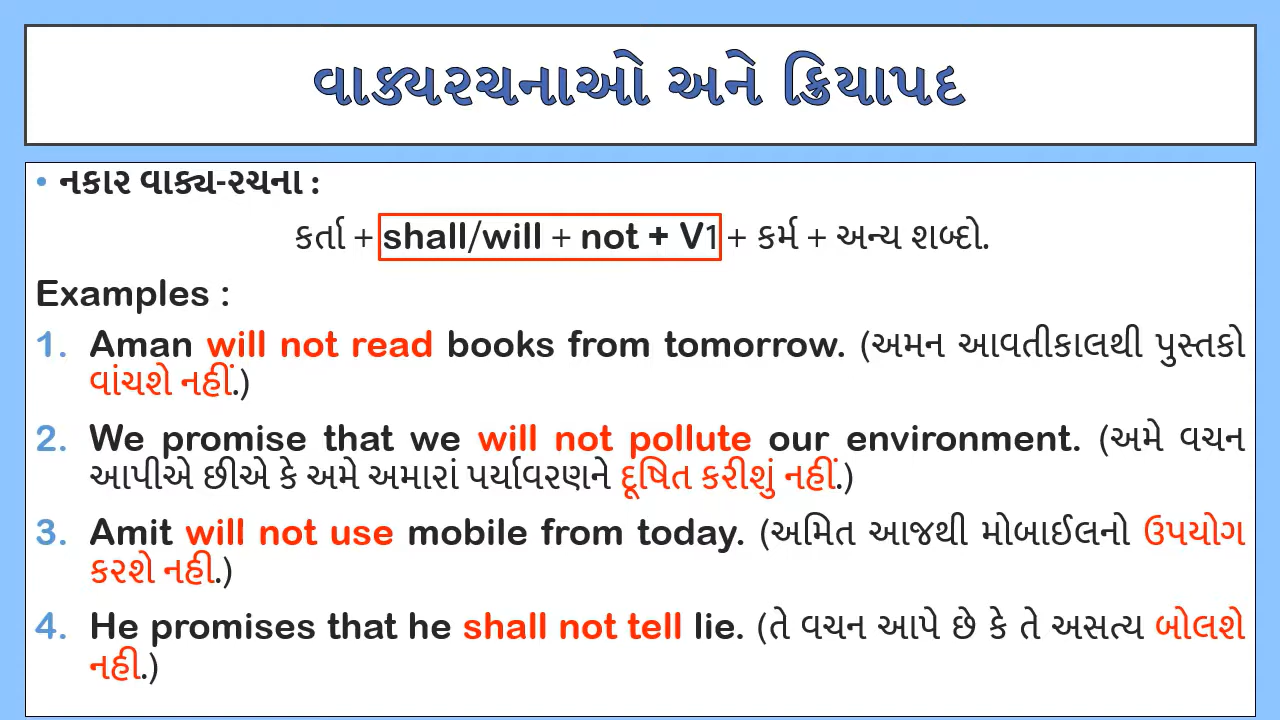 વાક્યરચનાઓ અને ક્રિયાપદ
• નકાર વાક્ય-રચના :
કર્તા + shall/will + not + V1 + કર્મ + અન્ય શબ્દો.
Examples :
1. Aman will not read books from tomorrow. (અમન આવતીકાલથી પુસ્તકો
વાંચશે નહીં.)
2. We promise that we will not pollute our environment. (અમે વચન
આપીએ છીએ કે અમે અમારાં પર્યાવરણને દૂષિત કરીશું નહીં.)
3. Amit will not use mobile from today. (અમિત આજથી મોબાઈલનો ઉપયોગ
કરશે નહી.)
4. He promises that he shall not tell lie. (તે વચન આપે છે કે તે અસત્ય બોલશે
નહી.)